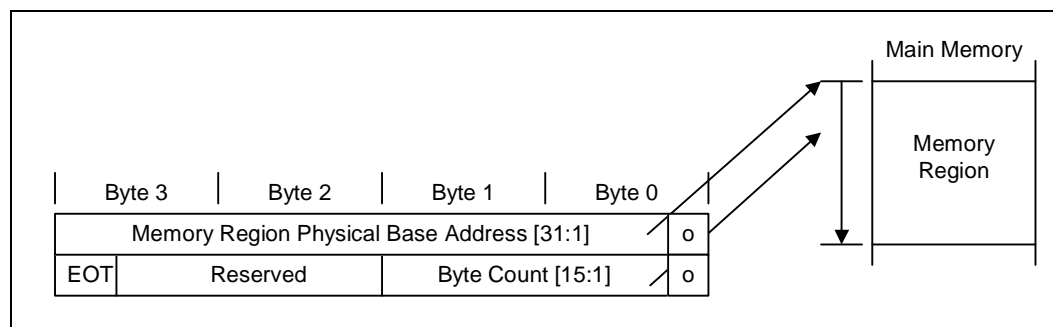 Main Memory
Memory
Region
Byte 3 Byte 2 Byte 1 Byte 0
Memory Region Physical Base Address [31:1] o
EOT Reserved Byte Count [15:1] o